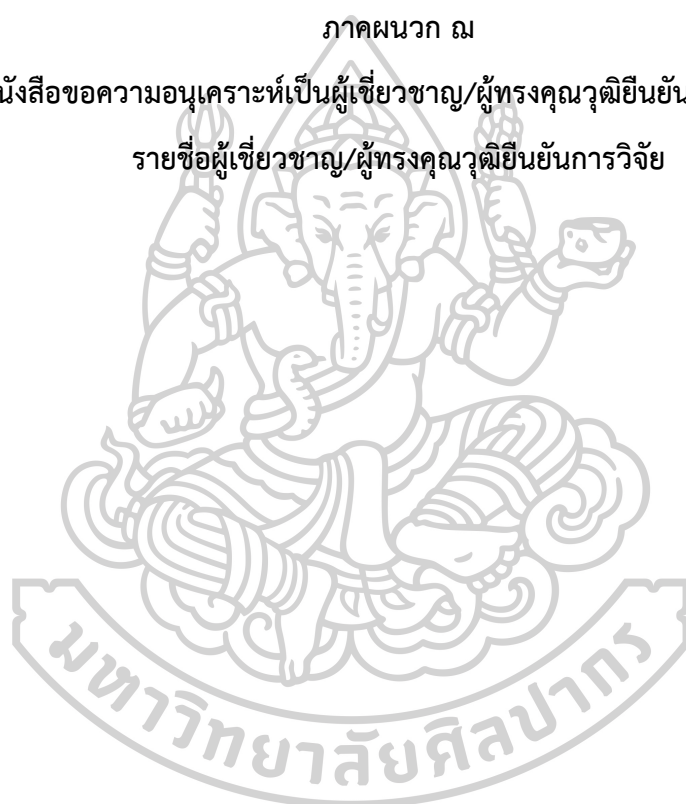 ภาคผนวก ฌ
นังสือขอความอนุเคราะห์เป็นผู้เชี่ยวชาญ/ผู้ทรงคุณวุฒิยืนยัน
รายชื่อผู้เชี่ยวชาญ/ผู้ทรงคุณวุฒิยืนยันการวิจัย
มหาวิทยาลัยศิลปากร